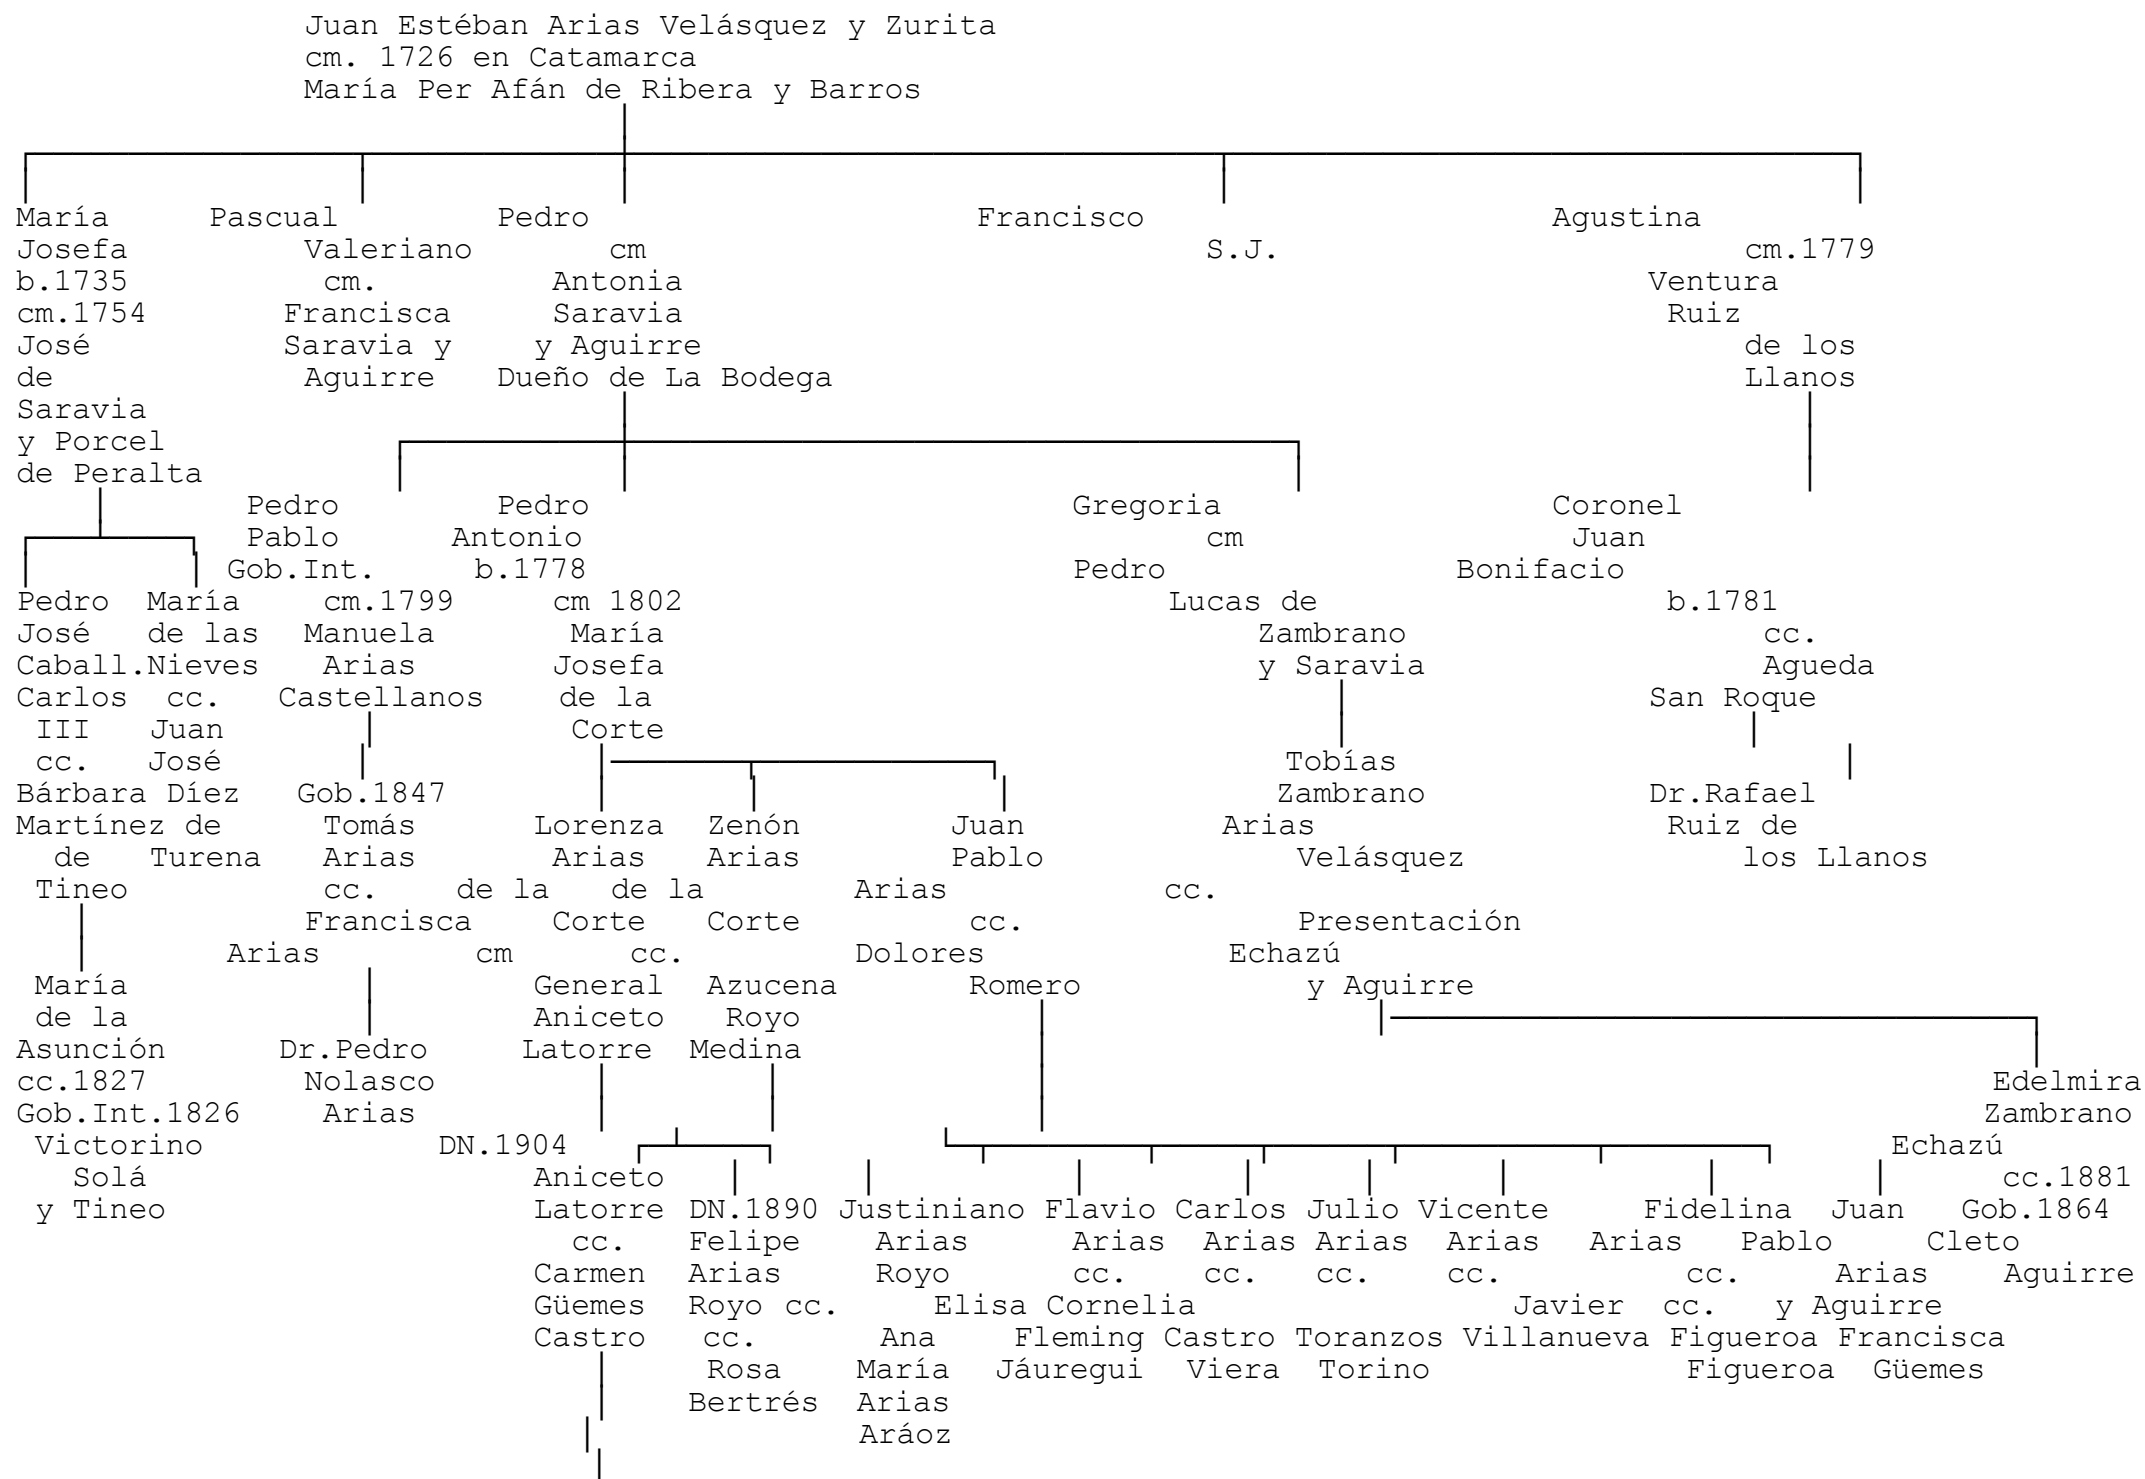 Juan Estéban Arias Velásquez y Zurita
cm. 1726 en Catamarca
María Per Afán de Ribera y Barros
María Pascual Pedro Francisco Agustina
Josefa Valeriano cm S.J. cm.1779
b.1735 cm. Antonia Ventura
cm.1754 Francisca Saravia Ruiz
José Saravia y y Aguirre de los
de Aguirre Dueño de La Bodega Llanos
Saravia
y Porcel
de Peralta
Pedro Pedro Gregoria Coronel
Pablo Antonio cm Juan
Gob.Int. b.1778 Pedro Bonifacio
Pedro María cm.1799 cm 1802 Lucas de b.1781
José de las Manuela María Zambrano cc.
Caball.Nieves Arias Josefa y Saravia Agueda
Carlos cc. Castellanos de la San Roque
III Juan Corte
cc. José Tobías
Bárbara Díez Gob.1847 Zambrano Dr.Rafael
Martínez de Tomás Lorenza Zenón Juan Arias Ruiz de
de Turena Arias Arias Arias Pablo Velásquez los Llanos
Tineo cc. de la de la Arias cc.
Francisca Corte Corte cc. Presentación
Arias cm cc. Dolores Echazú
María General Azucena Romero y Aguirre
de la Aniceto Royo
Asunción Dr.Pedro Latorre Medina
cc.1827 Nolasco Edelmira
Gob.Int.1826 Arias Zambrano
Victorino DN.1904 Echazú
Solá Aniceto cc.1881
y Tineo Latorre DN.1890 Justiniano Flavio Carlos Julio Vicente Fidelina Juan Gob.1864
cc. Felipe Arias Arias Arias Arias Arias Arias Pablo Cleto
Carmen Arias Royo cc. cc. cc. cc. cc. Arias Aguirre
Güemes Royo cc. Elisa Cornelia Javier cc. y Aguirre
Castro cc. Ana Fleming Castro Toranzos Villanueva Figueroa Francisca
Rosa María Jáuregui Viera Torino Figueroa Güemes
Bertrés Arias
Aráoz